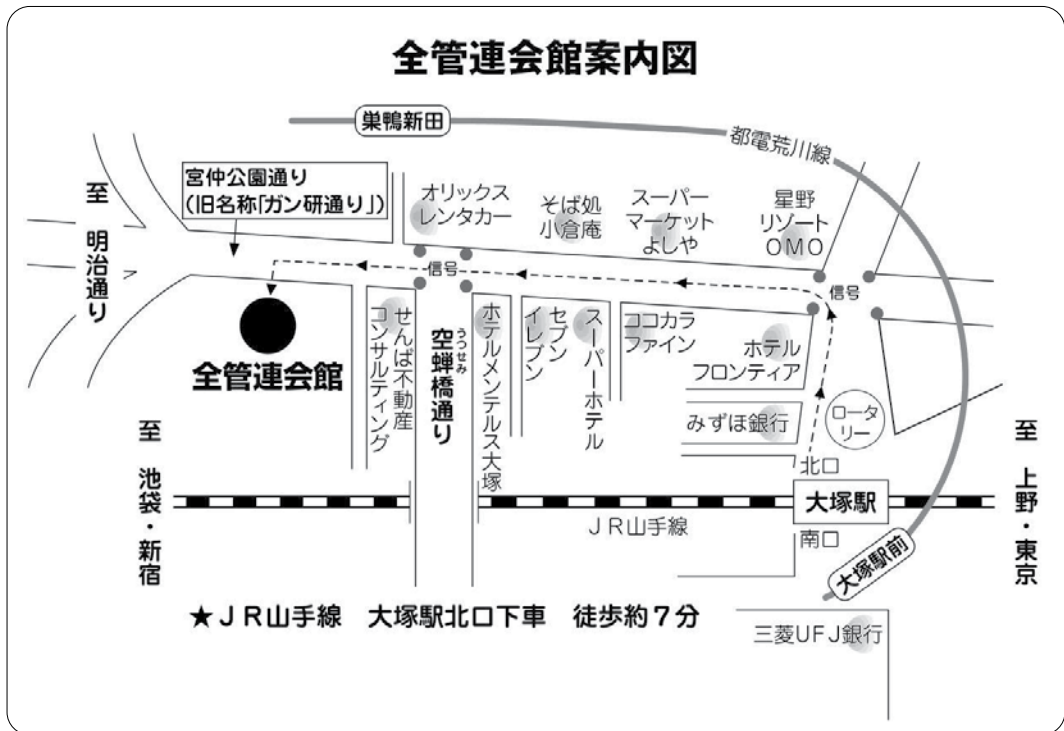 全管連会館案内図
巣鴨新田
都電荒川線
宮仲公園通り
(旧名称「ガン研通り」)
オリックス
レンタカー
そば処
小倉庵
スーパー
マーケット
よしや
星野
リゾート
OMO
至 明治通り
信号
信号
全管連会館
せんば不動産
コンサルティング
空蝉橋通り
うつせみ
ホテルメンテルス大塚
セブン
イレブン
スーパーホテル
ココカラ
ファイン
ホテル
フロンティア
みずほ銀行
ロータ
リー
北口
至 池袋・新宿
大塚駅
至 上野・東京
JR山手線
南口
大塚駅前
★JR山手線 大塚駅北口下車 徒歩約7分
三菱UFJ銀行